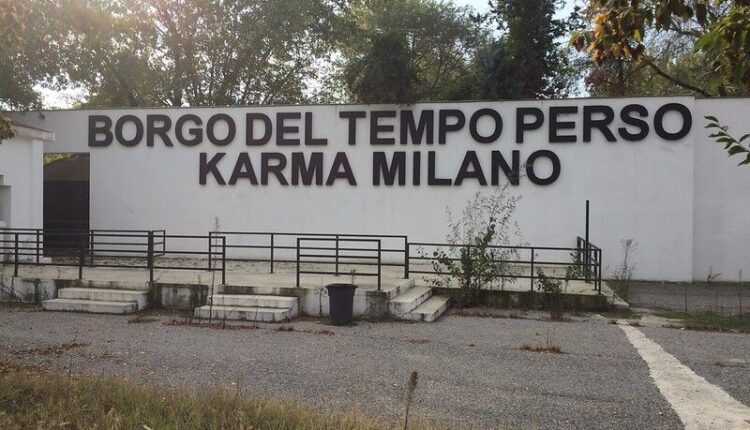 BORGO DEL TEMPO PERSO
KARMA MILANO